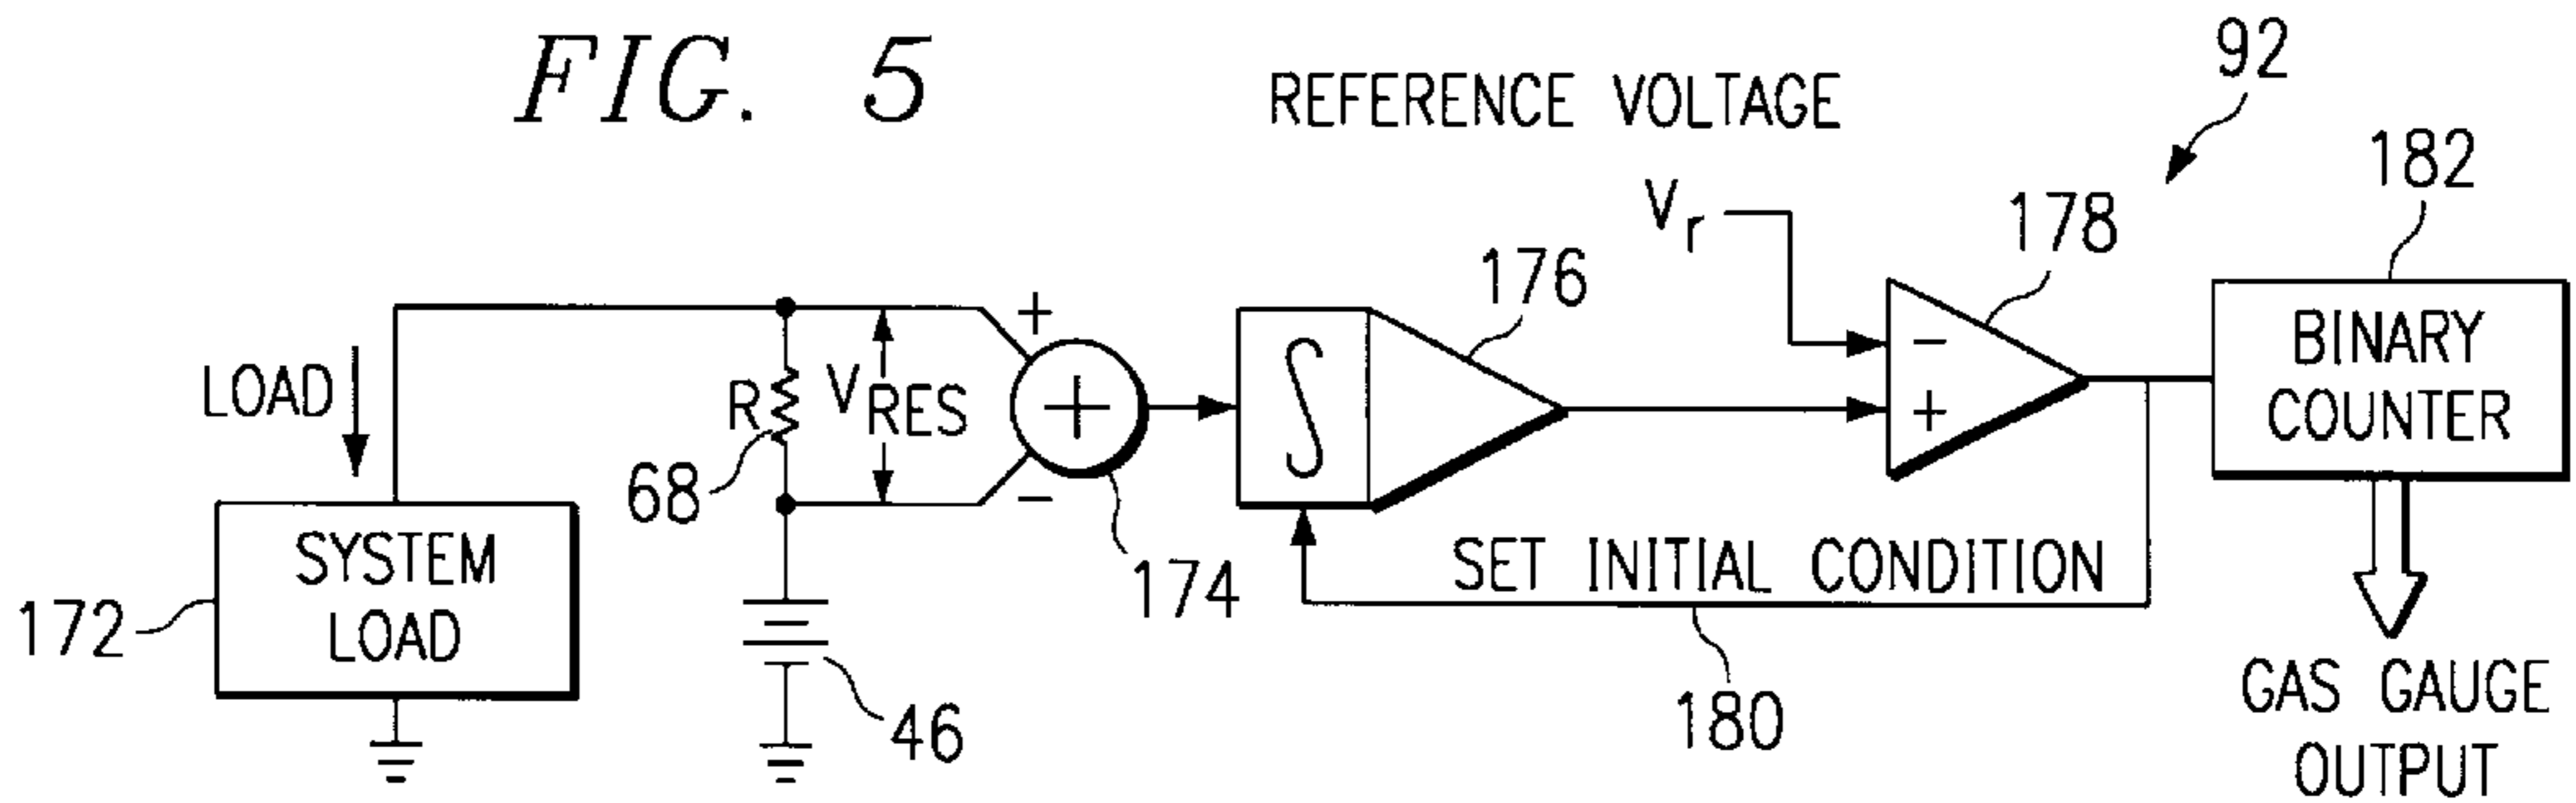 FIG. 5
REFERENCE VOLTAGE
92
182
Vr
178
176
+
−
+
BINARY
COUNTER
LOAD
R
VRES
+
∫
68
−
174
SET INITIAL CONDITION
SYSTEM
LOAD
172
46
180
GAS GAUGE
OUTPUT